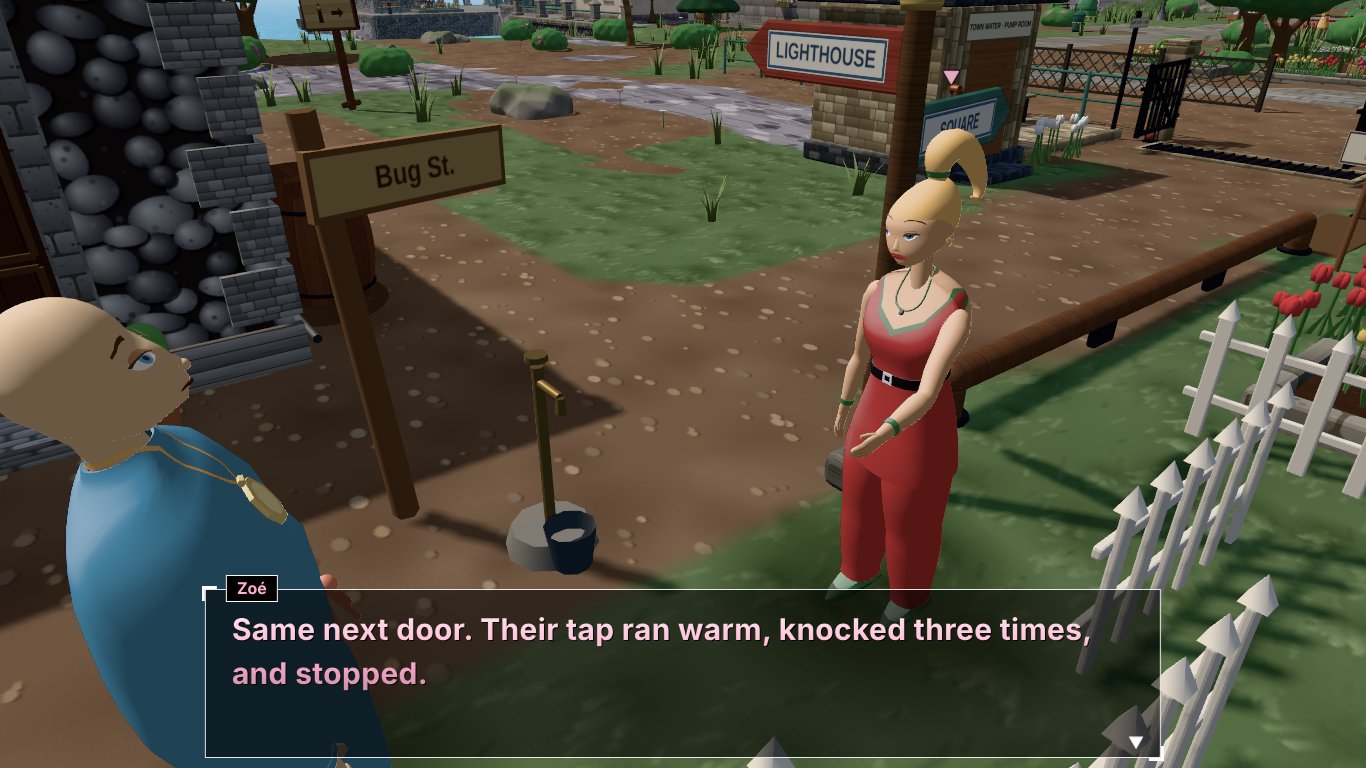 i→
LIGHTHOUSE
TOWN WATER - PUMP ROOM
SQUARE
Bug St.
Zoé
Same next door. Their tap ran warm, knocked three times,
and stopped.